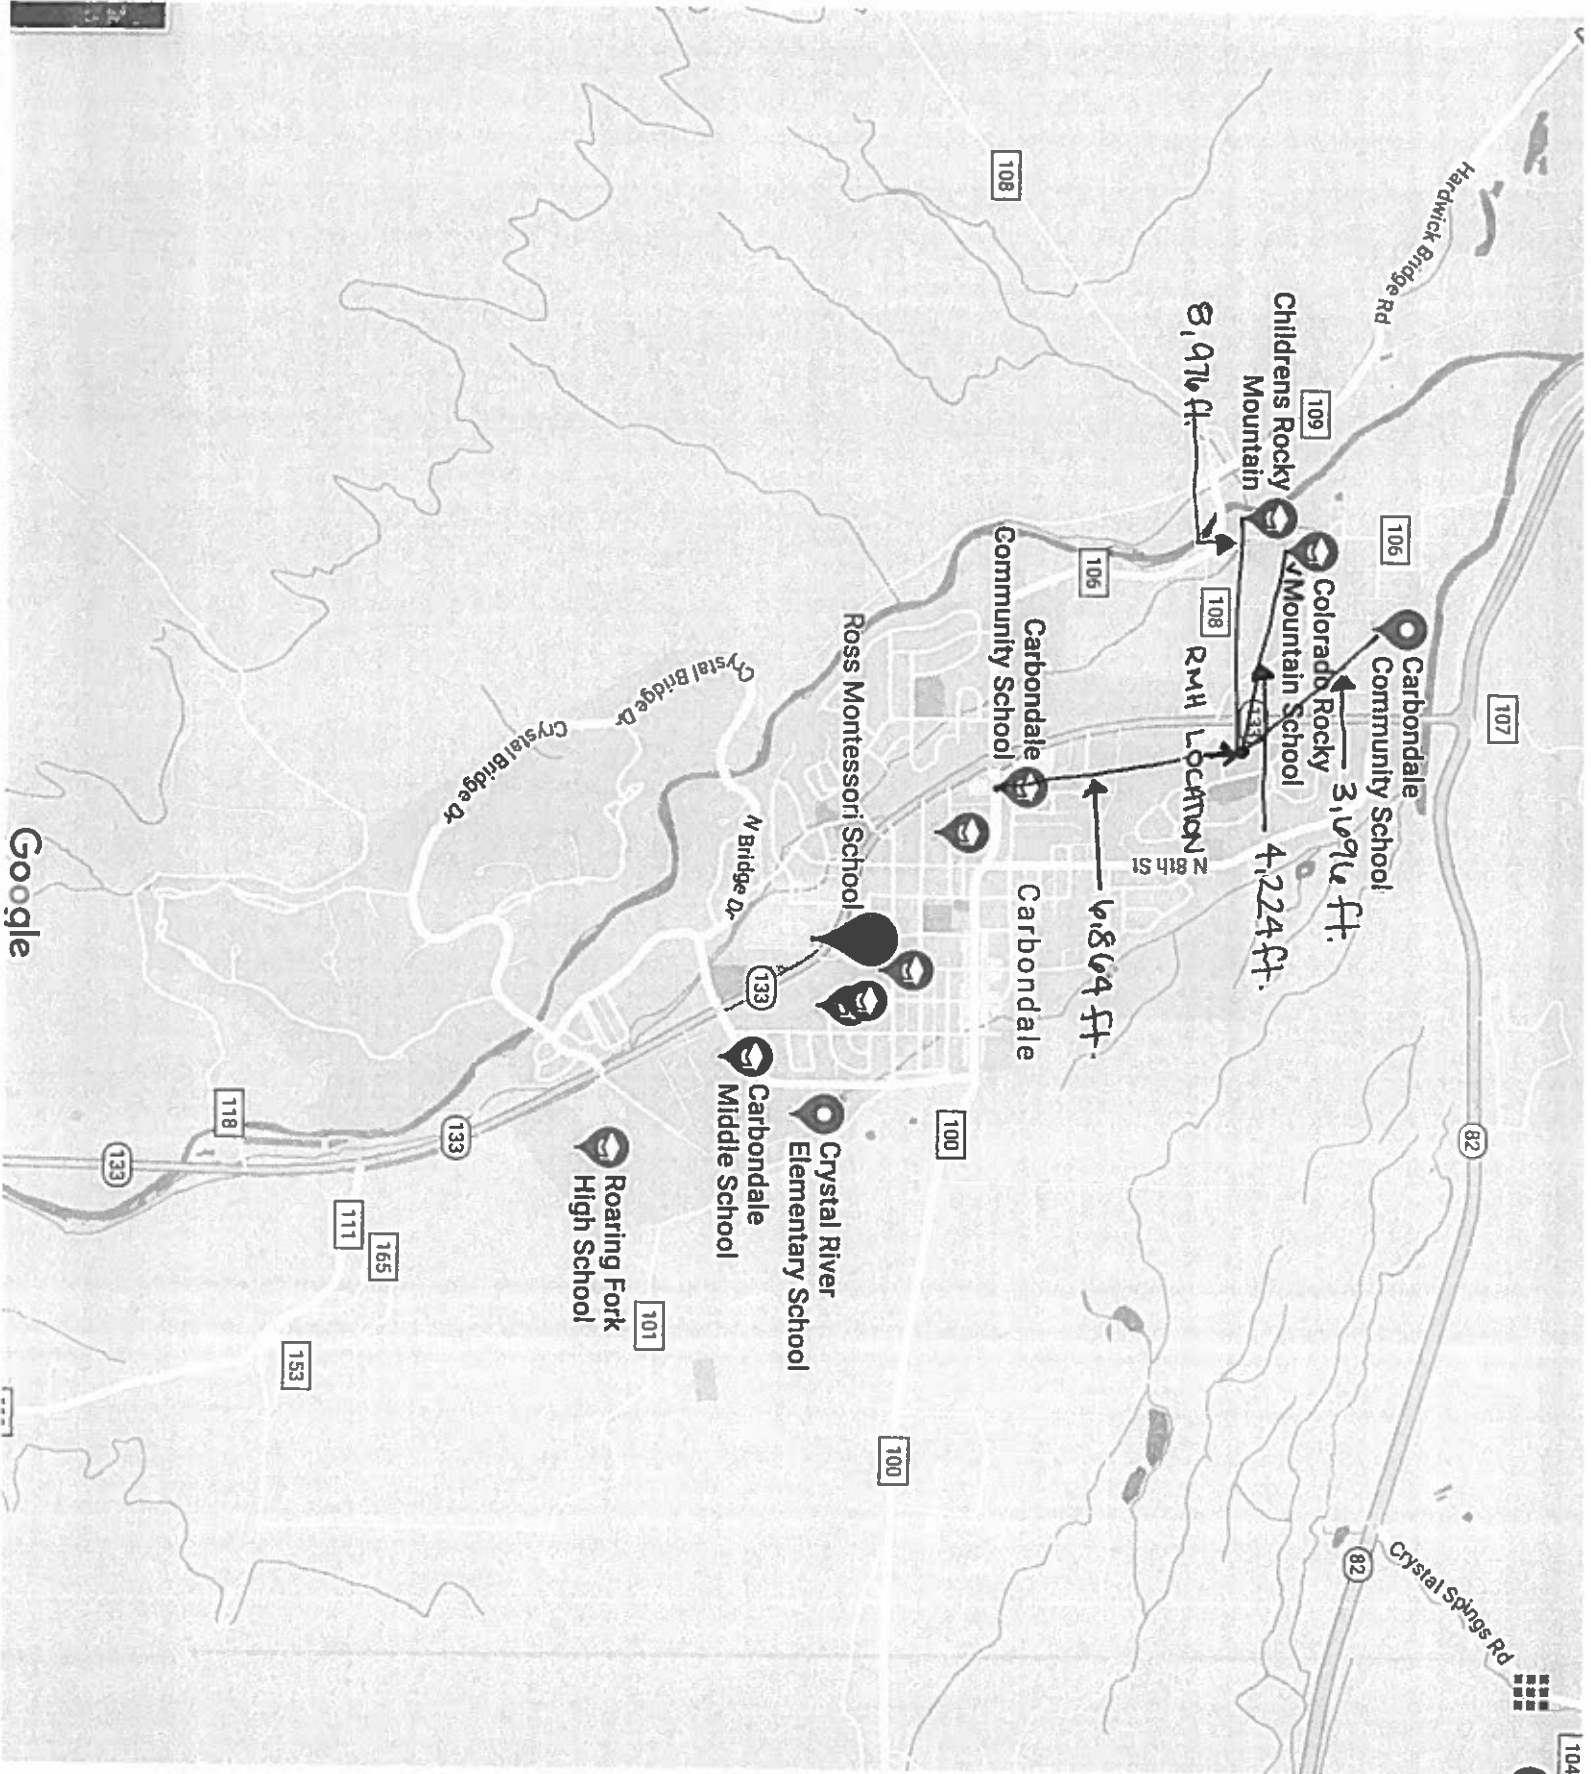 Hardwick Bridge Rd
108
109
Childrens Rocky
Mountain
8,976 ft.
106
Colorado Rocky
Mountain School
Carbondale
Community School
107
3,696 ft.
4,224 ft.
133
108
RMH LOCATION
106
Carbondale
Community School
6,864 ft.
N 8th St
Carbondale
Ross Montessori School
Crystal Bridge Dr
Crystal Bridge Dr
N Bridge Dr
133
82
100
Crystal River
Elementary School
Carbondale
Middle School
Roaring Fork
High School
101
133
118
133
111
165
153
100
82
Crystal Spings Rd
104
Google